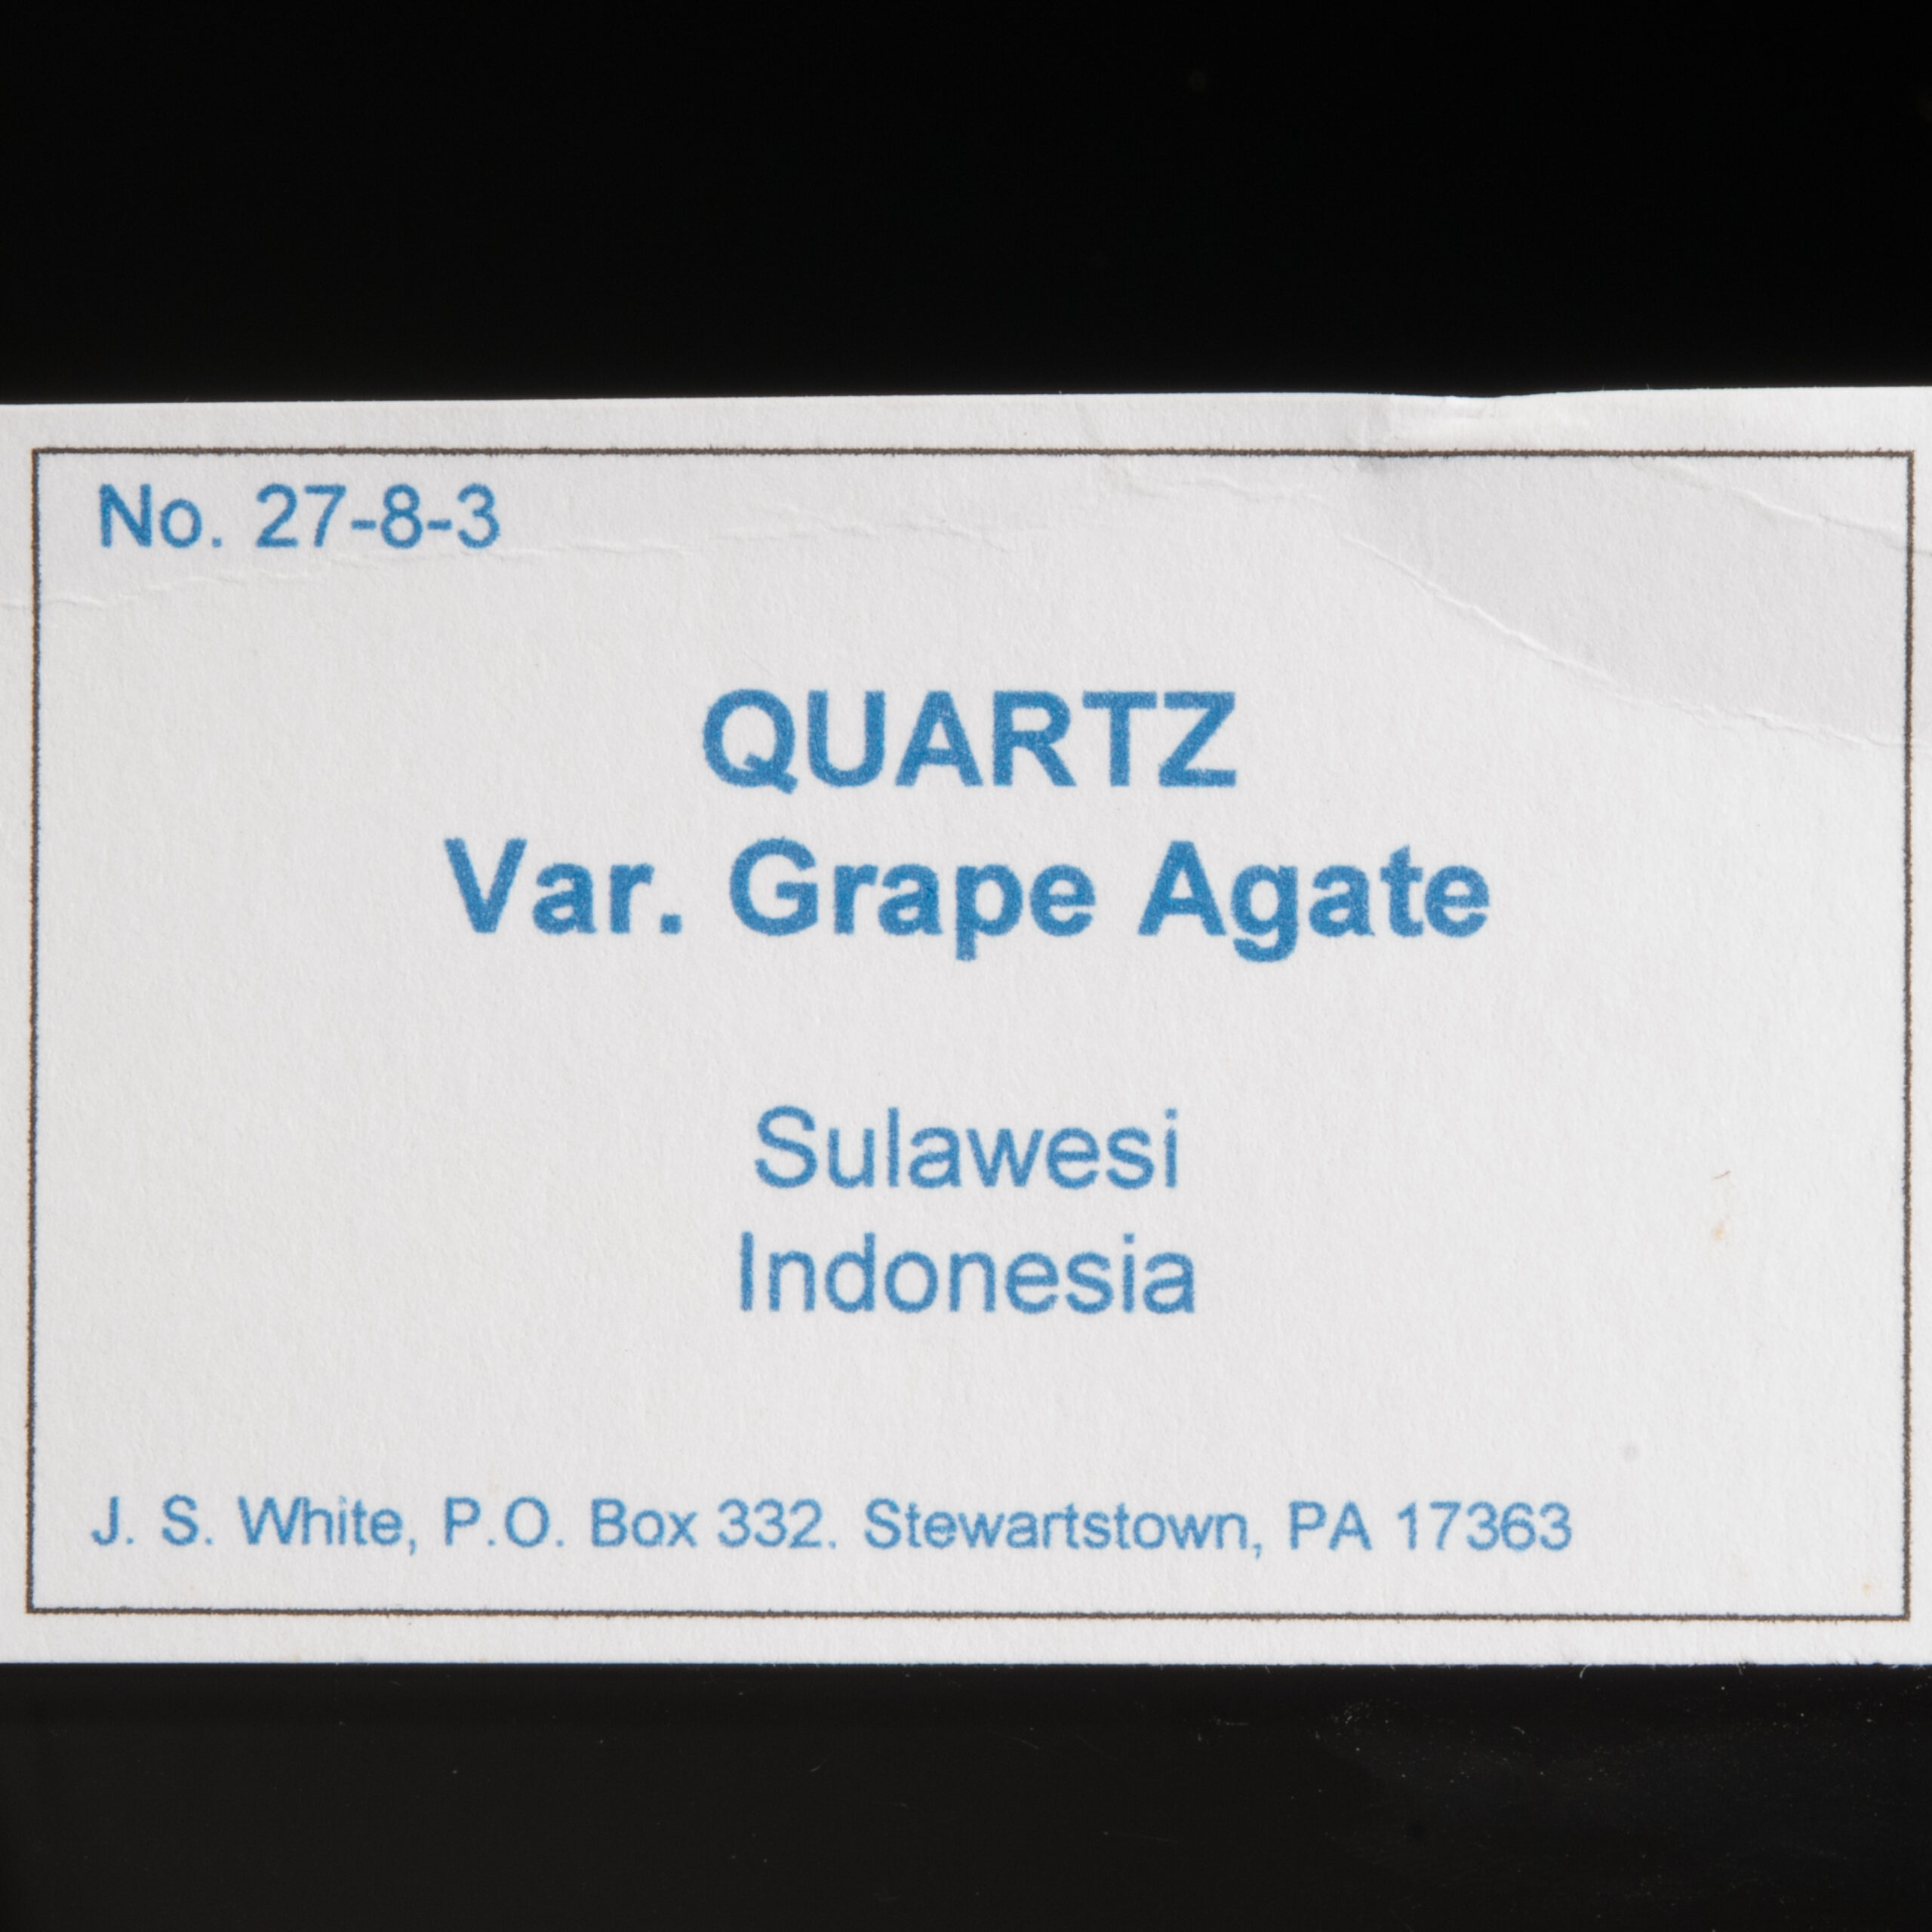 No. 27-8-3
QUARTZ
Var. Grape Agate
Sulawesi
Indonesia
J. S. White, P.O. Box 332. Stewartstown, PA 17363